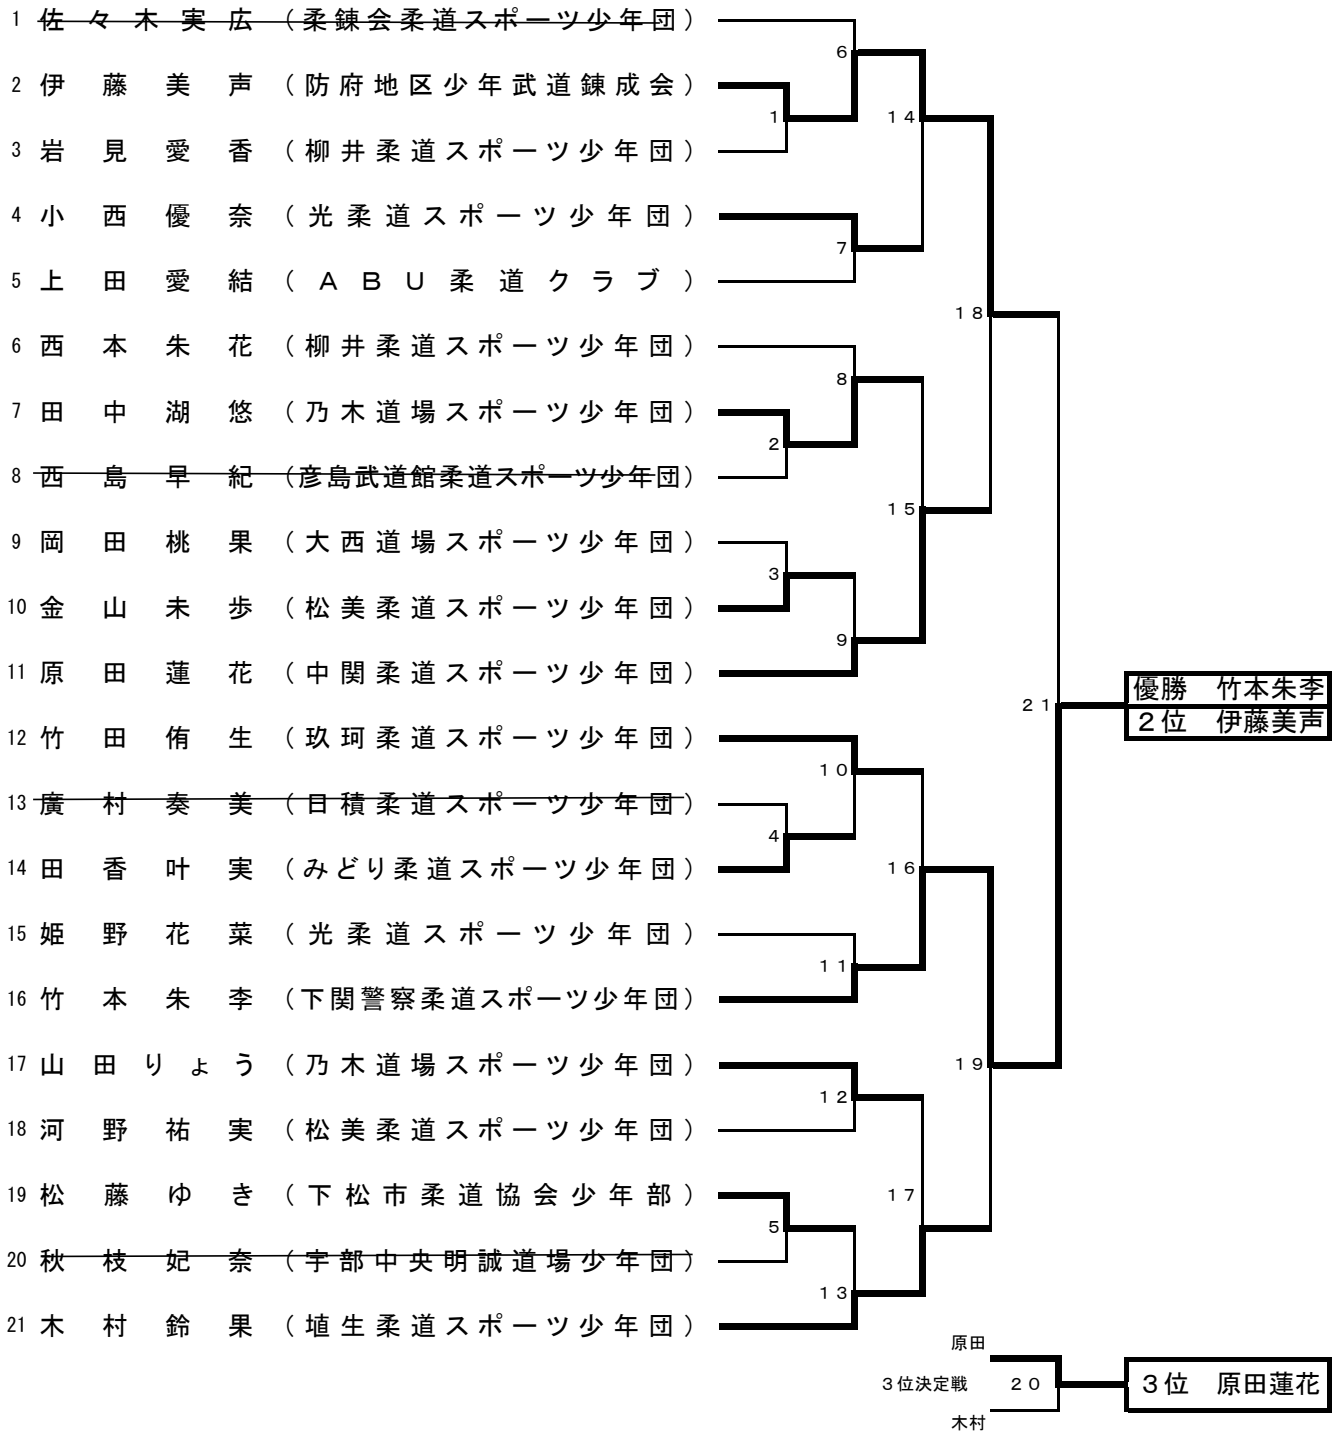 1 佐々木実広 （柔錬会柔道スポーツ少年団）
6
2 伊藤美声 （防府地区少年武道錬成会）
1
14
3 岩見愛香 （柳井柔道スポーツ少年団）
4 小西優奈 （光柔道スポーツ少年団）
7
5 上田愛結 （ＡＢＵ柔道クラブ）
18
6 西本朱花 （柳井柔道スポーツ少年団）
8
7 田中湖悠 （乃木道場スポーツ少年団）
2
8 西島早紀 （彦島武道館柔道スポーツ少年団）
15
9 岡田桃果 （大西道場スポーツ少年団）
3
10 金山未歩 （松美柔道スポーツ少年団）
9
11 原田蓮花 （中関柔道スポーツ少年団）
優勝 竹本朱李
21
2位 伊藤美声
12 竹田侑生 （玖珂柔道スポーツ少年団）
10
13 廣村奏美 （日積柔道スポーツ少年団）
4
14 田香叶実 （みどり柔道スポーツ少年団）
16
15 姫野花菜 （光柔道スポーツ少年団）
11
16 竹本朱李 （下関警察柔道スポーツ少年団）
17 山田りょう （乃木道場スポーツ少年団）
19
12
18 河野祐実 （松美柔道スポーツ少年団）
19 松藤ゆき （下松市柔道協会少年部）
17
5
20 秋枝妃奈 （宇部中央明誠道場少年団）
13
21 木村鈴果 （埴生柔道スポーツ少年団）
原田
3位決定戦 20
3位 原田蓮花
木村